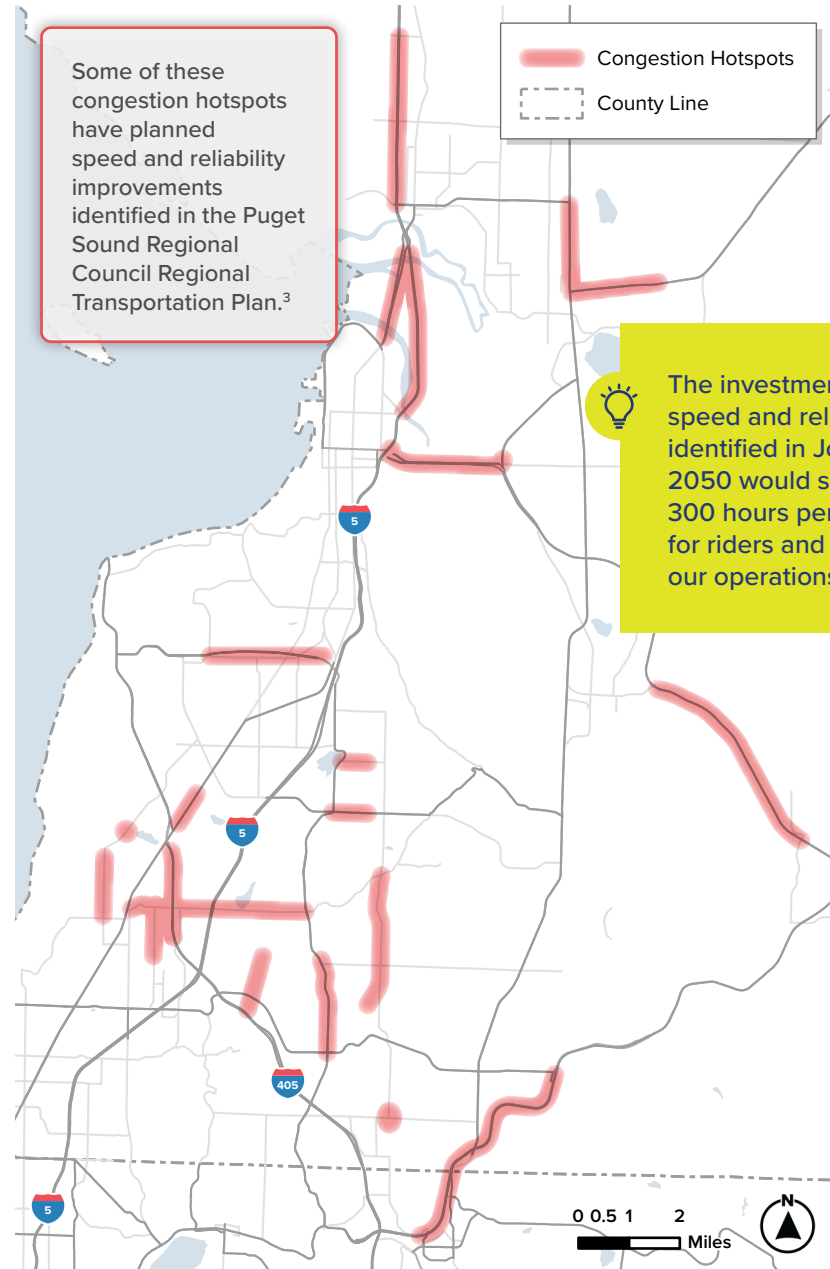 Some of these
congestion hotspots
have planned
speed and reliability
improvements
identified in the Puget
Sound Regional
Council Regional
Transportation Plan.³
Congestion Hotspots
County Line
The investmen
speed and rel
identified in Jo
2050 would s
300 hours per
for riders and
our operations
5
5
405
5
0 0.5 1 2
Miles
N